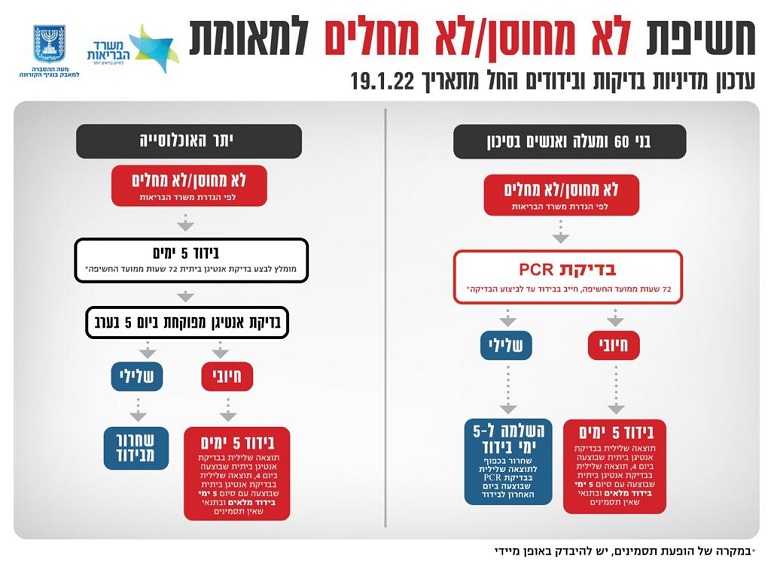 חשיפת לא מחוסן/לא מחלים למאומת
עדכון מדיניות בדיקות ובידודים החל מתאריך 19.1.22
משרד
הבריאות
לחיים בריאים יותר
מטה ההסברה
למאבק בנגיף הקורונה
בני 60 ומעלה ואנשים בסיכון
לא מחוסן/לא מחלים
לפי הגדרת משרד הבריאות
בדיקת PCR
72 שעות ממועד החשיפה, חייב בבידוד עד לביצוע הבדיקה*
חיובי
שלילי
בידוד 5 ימים
תוצאה שלילית בבדיקת
אנטיגן ביתית שבוצעה
ביום 4, תוצאה שלילית
בבדיקת אנטיגן ביתית
שבוצעה עם סיום 5 ימי
בידוד מלאים ובתנאי
שאין תסמינים
השלמה ל-5
ימי בידוד
שחרור בכפוף
לתוצאה שלילית
בבדיקת PCR
שבוצעה ביום
האחרון לבידוד
יתר האוכלוסייה
לא מחוסן/לא מחלים
לפי הגדרת משרד הבריאות
בידוד 5 ימים
מומלץ לבצע בדיקת אנטיגן ביתית 72 שעות ממועד החשיפה*
בדיקת אנטיגן מפוקחת ביום 5 בערב
חיובי
שלילי
בידוד 5 ימים
תוצאה שלילית בבדיקת
אנטיגן ביתית שבוצעה
ביום 4, תוצאה שלילית
בבדיקת אנטיגן ביתית
שבוצעה עם סיום 5 ימי
בידוד מלאים ובתנאי
שאין תסמינים
שחרור
מבידוד
*במקרה של הופעת תסמינים, יש להיבדק באופן מיידי